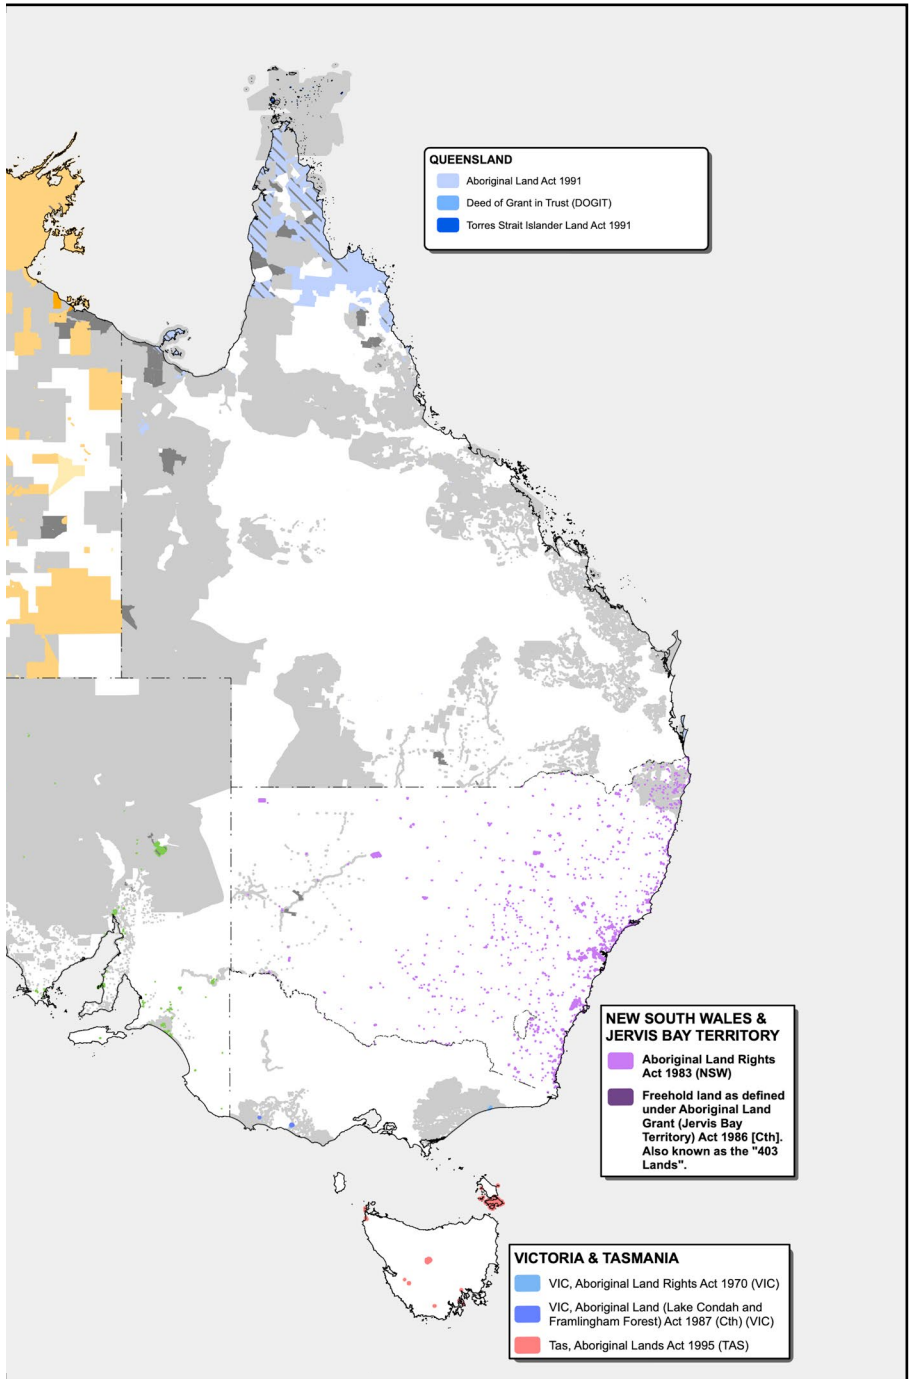 QUEENSLAND
Aboriginal Land Act 1991
Deed of Grant in Trust (DOGIT)
Torres Strait Islander Land Act 1991
NEW SOUTH WALES &
JERVIS BAY TERRITORY
Aboriginal Land Rights
Act 1983 (NSW)
Freehold land as defined
under Aboriginal Land
Grant (Jervis Bay
Territory) Act 1986 [Cth].
Also known as the "403
Lands".
VICTORIA & TASMANIA
VIC, Aboriginal Land Rights Act 1970 (VIC)
VIC, Aboriginal Land (Lake Condah and
Framlingham Forest) Act 1987 (Cth) (VIC)
Tas, Aboriginal Lands Act 1995 (TAS)